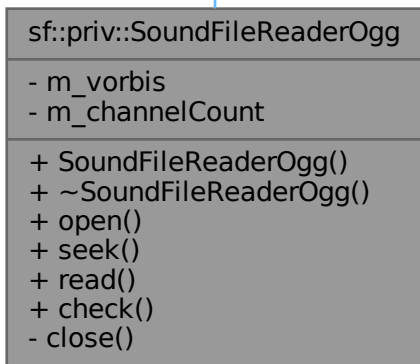 sf::priv::SoundFileReaderOgg
- m_vorbis
- m_channelCount
+ SoundFileReaderOgg()
+ ~SoundFileReaderOgg()
+ open()
+ seek()
+ read()
+ check()
- close()